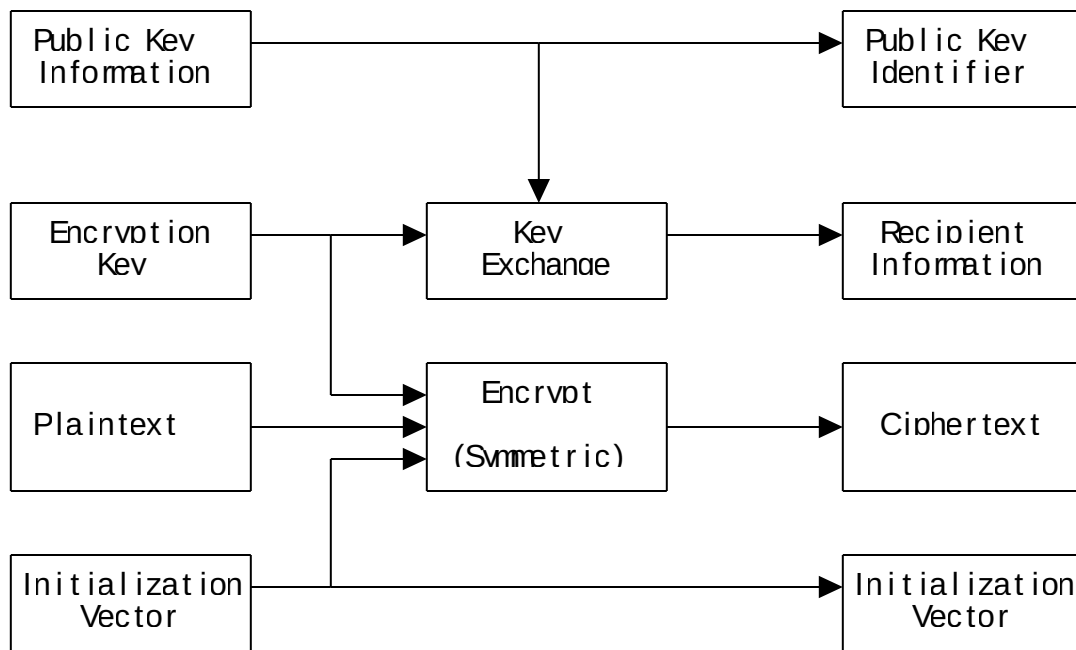 Public Key
Information
Public Key
Identifier
Encryption
Key
Key
Exchange
Recipient
Information
Plaintext
Encrypt
(Symmetric)
Ciphertext
Initialization
Vector
Initialization
Vector